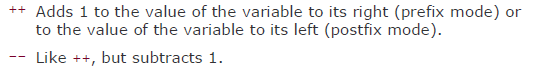 ++ Adds 1 to the value of the variable to its right (prefix mode) or
to the value of the variable to its left (postfix mode).
-- Like ++, but subtracts 1.